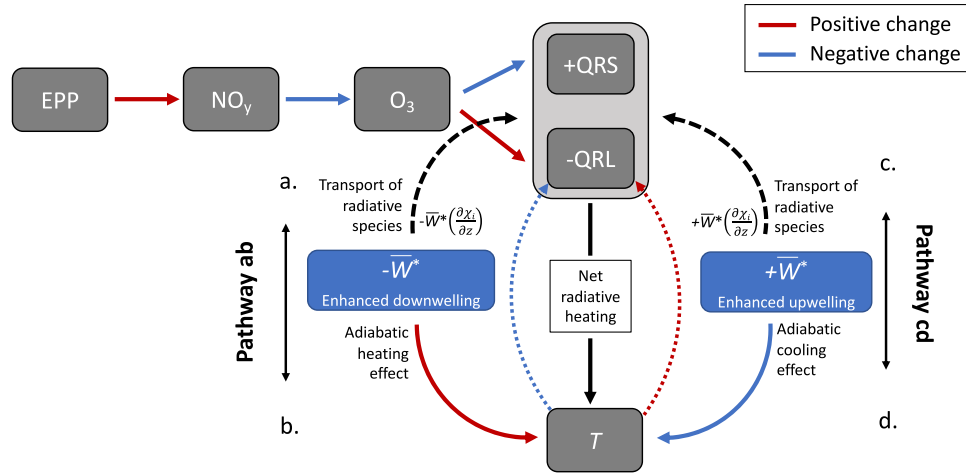 Positive change
Negative change
EPP
NOy
O3
+QRS
-QRL
a.
Transport of
radiative
species
-W̅*(∂χi/∂z)
-W̅*
Enhanced downwelling
Pathway ab
Adiabatic
heating
effect
b.
Net
radiative
heating
T
c.
Transport of
radiative
species
+W̅*(∂χi/∂z)
+W̅*
Enhanced upwelling
Pathway cd
Adiabatic
cooling
effect
d.